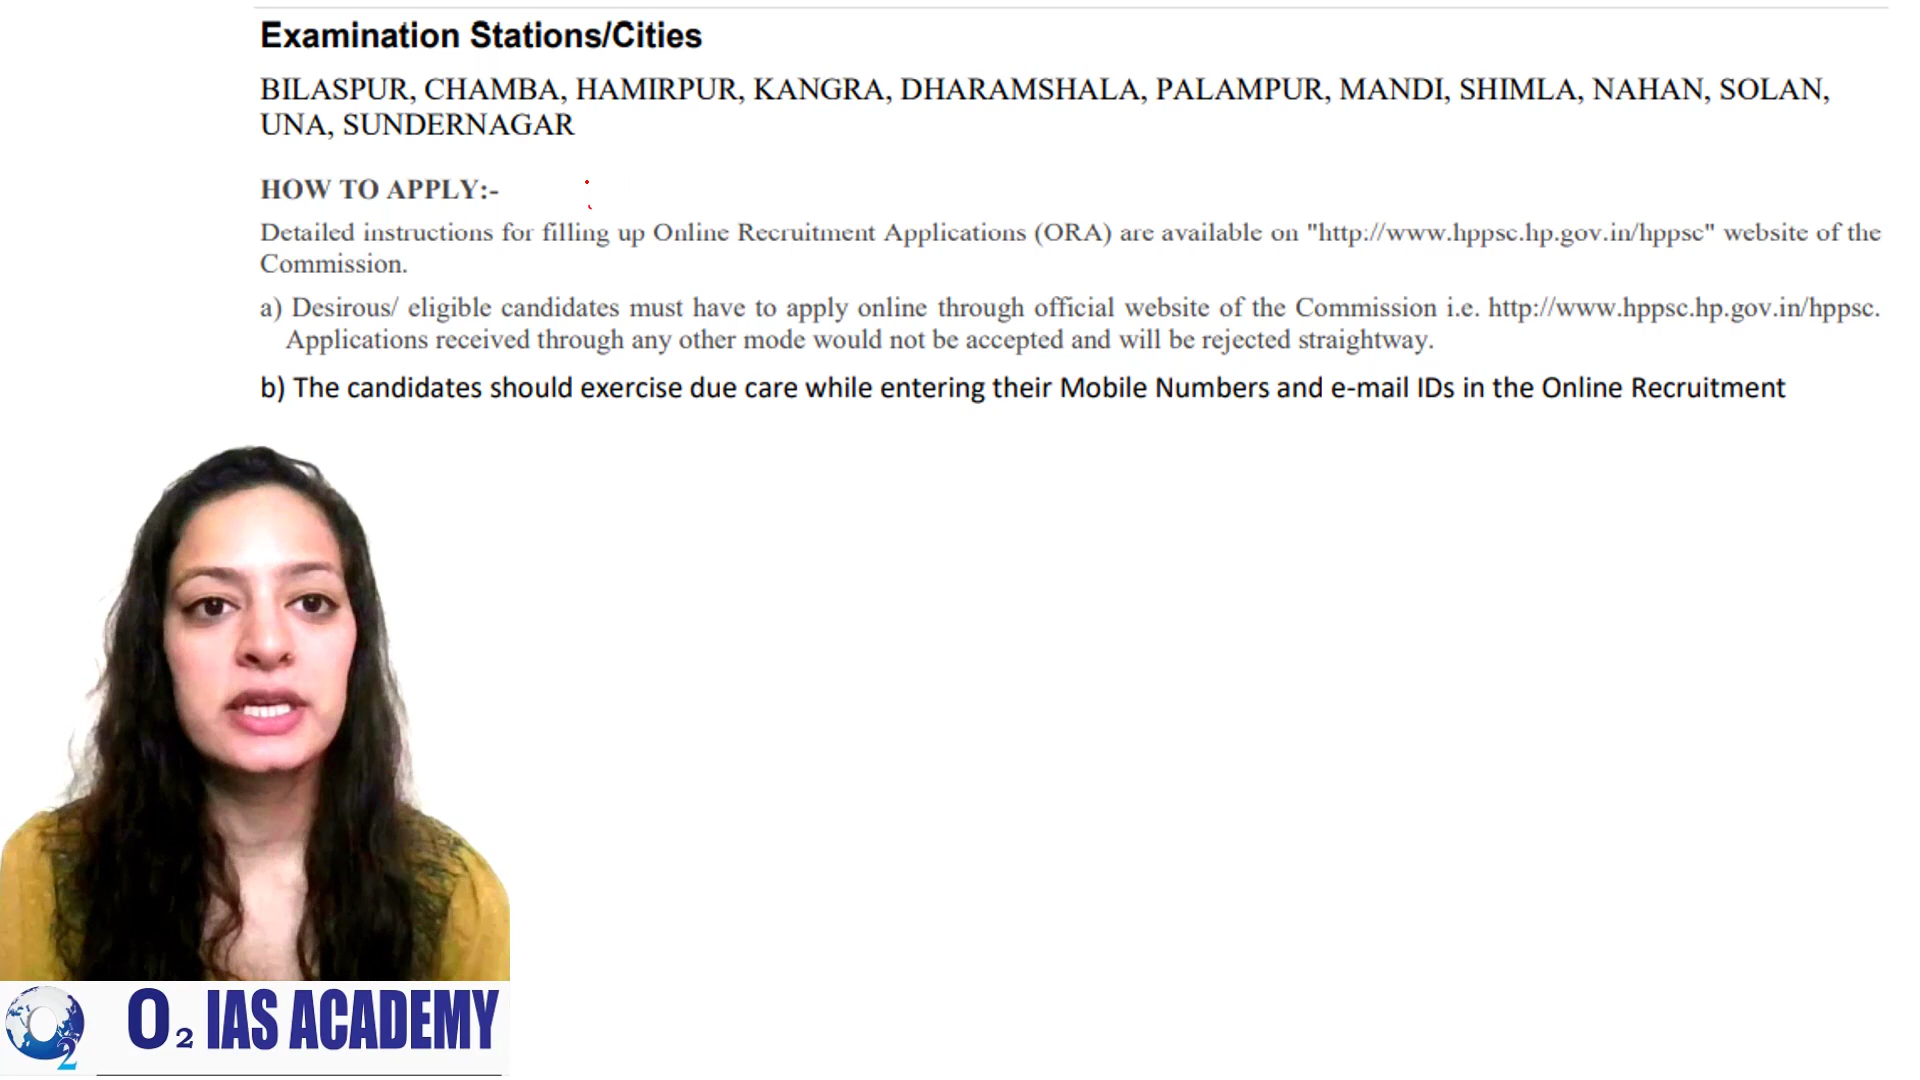 Examination Stations/Cities
BILASPUR, CHAMBA, HAMIRPUR, KANGRA, DHARAMSHALA, PALAMPUR, MANDI, SHIMLA, NAHAN, SOLAN,
UNA, SUNDERNAGAR
HOW TO APPLY:-
Detailed instructions for filling up Online Recruitment Applications (ORA) are available on "http://www.hppsc.hp.gov.in/hppsc" website of the
Commission.
a) Desirous/ eligible candidates must have to apply online through official website of the Commission i.e. http://www.hppsc.hp.gov.in/hppsc.
Applications received through any other mode would not be accepted and will be rejected straightway.
b) The candidates should exercise due care while entering their Mobile Numbers and e-mail IDs in the Online Recruitment
O2
O2 IAS ACADEMY